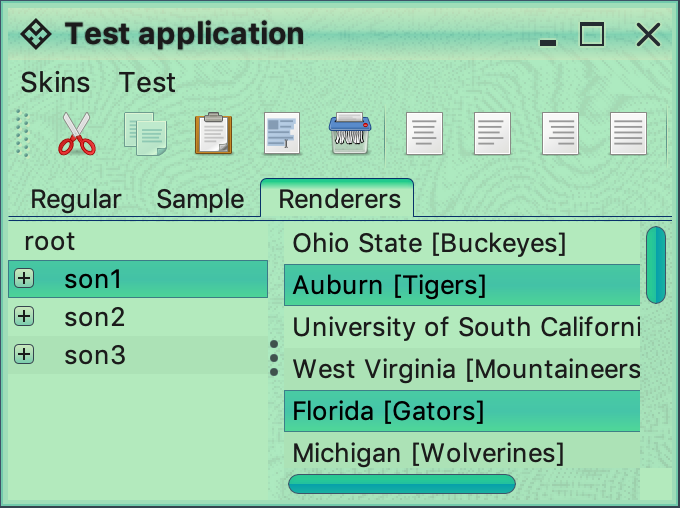 Test application
Skins Test
Regular Sample Renderers
root
son1
son2
son3
Ohio State [Buckeyes]
Auburn [Tigers]
University of South Californi
West Virginia [Mountaineers
Florida [Gators]
Michigan [Wolverines]